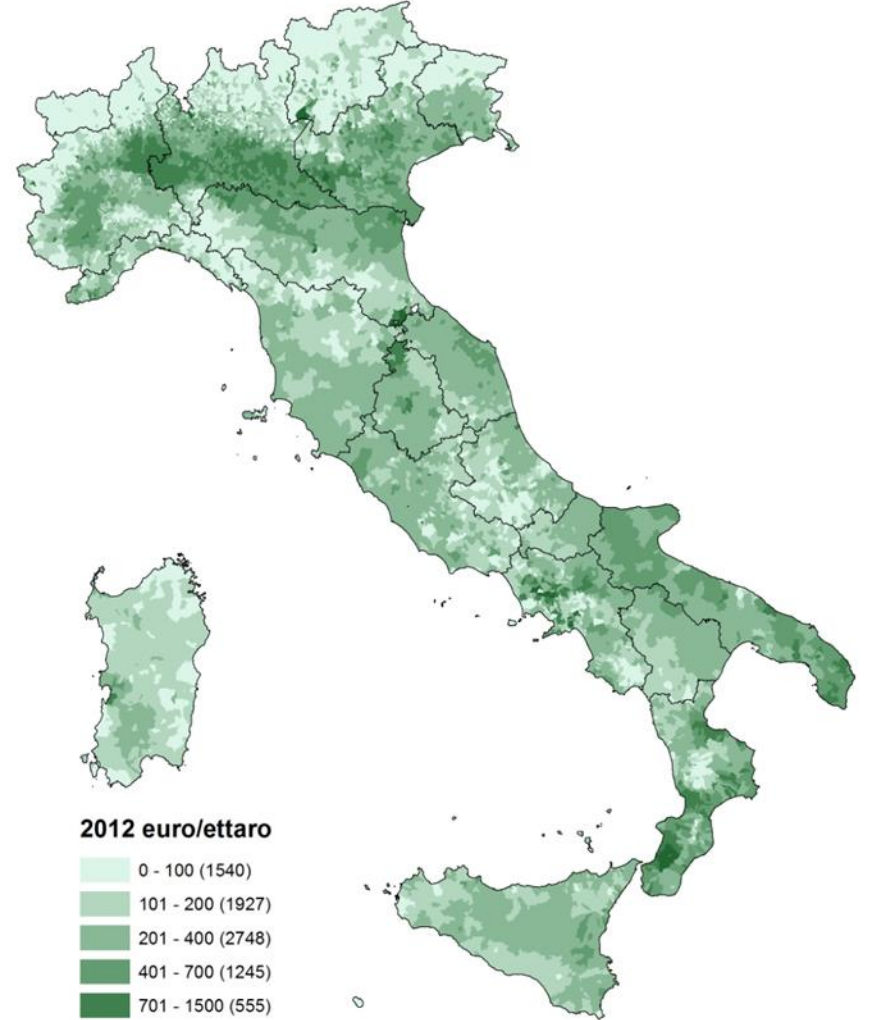 2012 euro/ettaro
0 - 100 (1540)
101 - 200 (1927)
201 - 400 (2748)
401 - 700 (1245)
701 - 1500 (555)